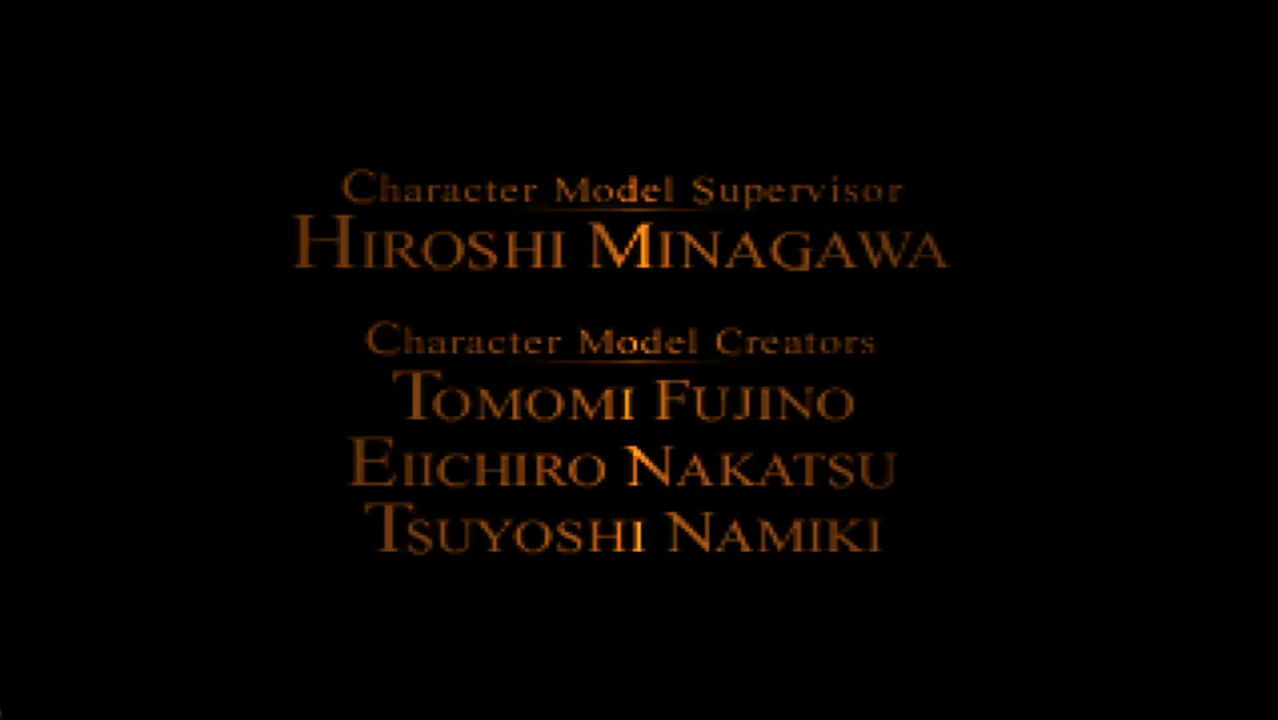 Character Model Supervisor
HIROSHI MINAGAWA
Character Model Creators
TOMOMI FUJINO
EIICHIRO NAKATSU
TSUYOSHI NAMIKI